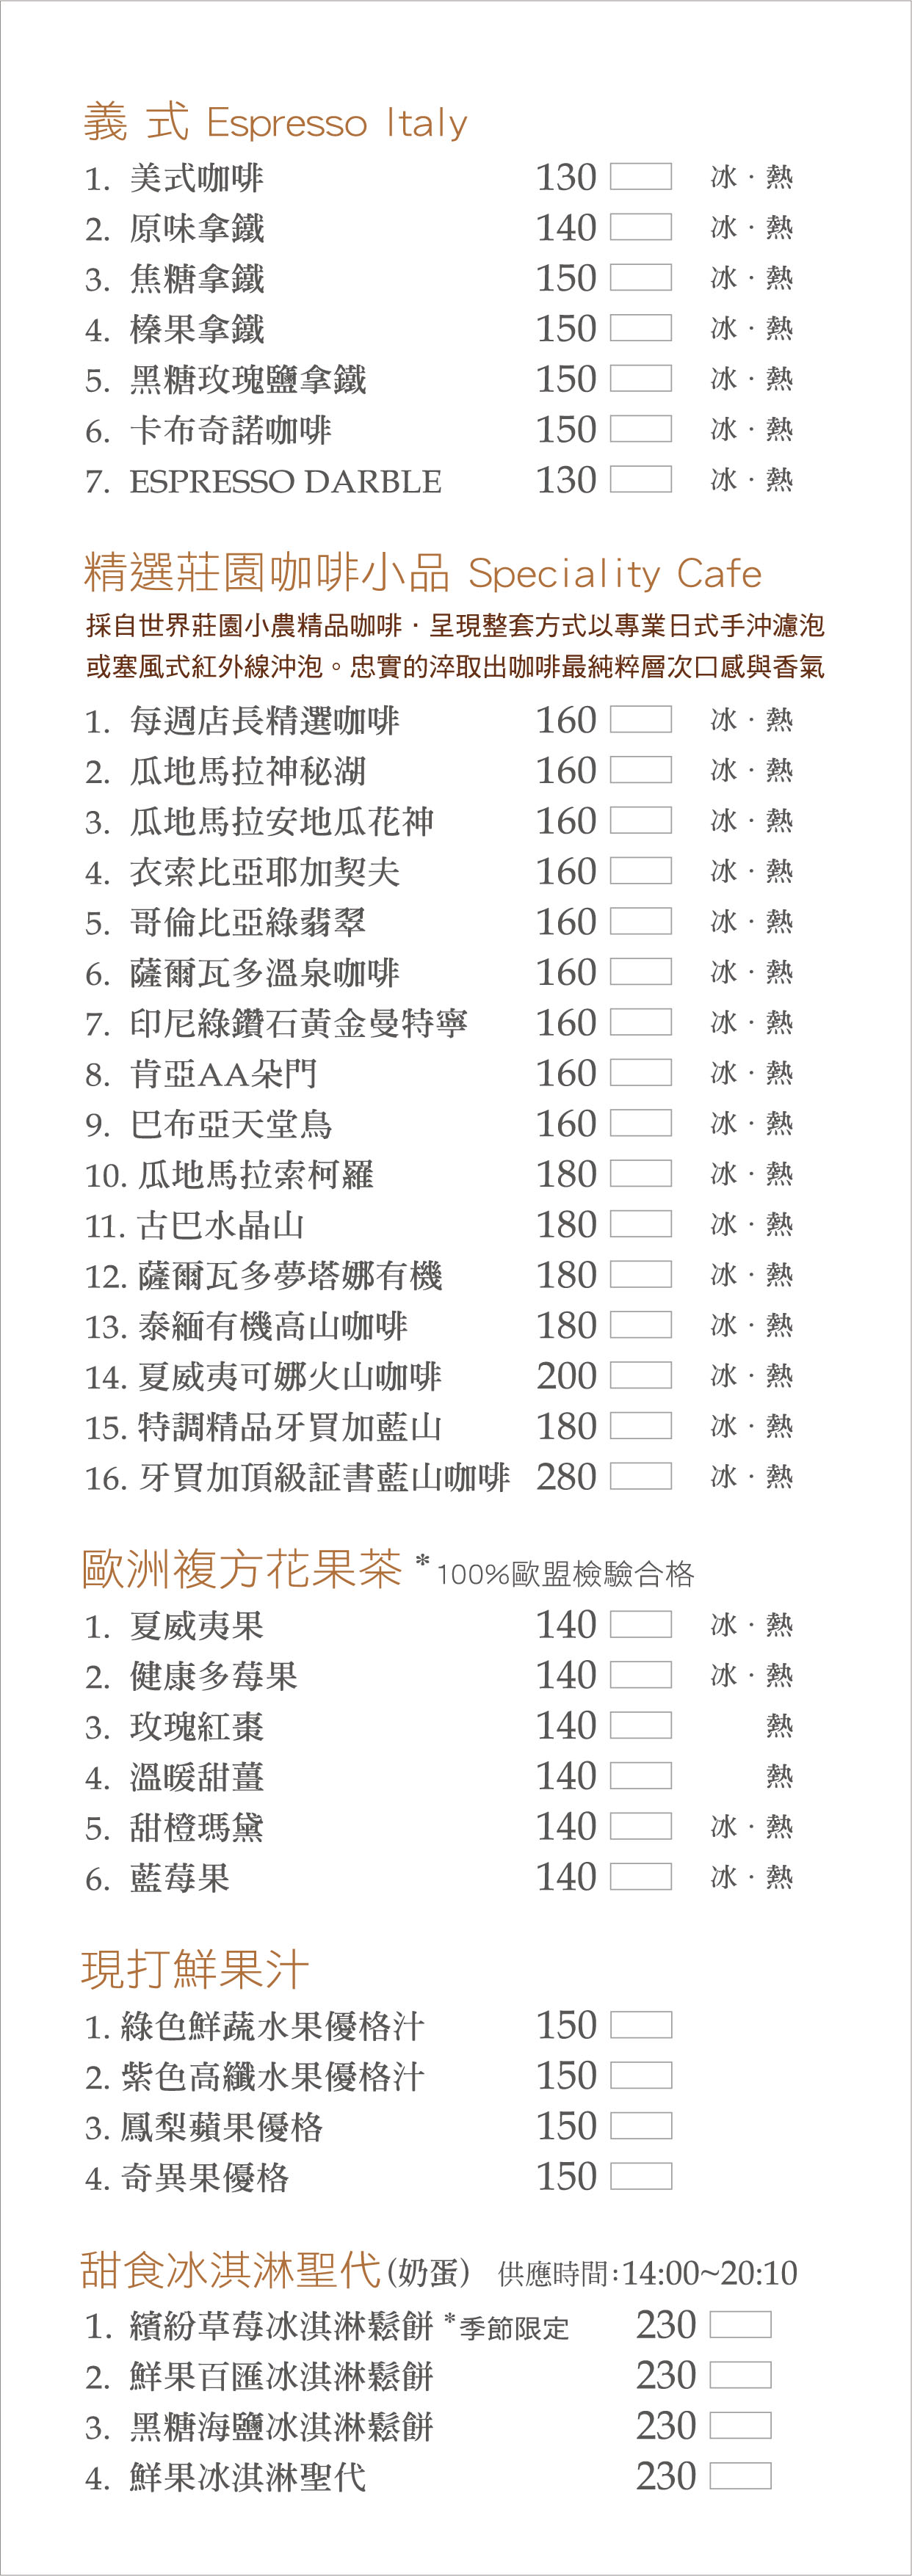 義 式 Espresso Italy
1. 美式咖啡 130 冰 · 熱
2. 原味拿鐵 140 冰 · 熱
3. 焦糖拿鐵 150 冰 · 熱
4. 榛果拿鐵 150 冰 · 熱
5. 黑糖玫瑰鹽拿鐵 150 冰 · 熱
6. 卡布奇諾咖啡 150 冰 · 熱
7. ESPRESSO DARBLE 130 冰 · 熱
精選莊園咖啡小品 Speciality Cafe
採自世界莊園小農精品咖啡 · 呈現整套方式以專業日式手沖濾泡
或塞風式紅外線沖泡。忠實的淬取出咖啡最純粹層次口感與香氣
1. 每週店長精選咖啡 160 冰 · 熱
2. 瓜地馬拉神秘湖 160 冰 · 熱
3. 瓜地馬拉安地瓜花神 160 冰 · 熱
4. 衣索比亞耶加契夫 160 冰 · 熱
5. 哥倫比亞綠翡翠 160 冰 · 熱
6. 薩爾瓦多溫泉咖啡 160 冰 · 熱
7. 印尼綠鑽石黃金曼特寧 160 冰 · 熱
8. 肯亞AA朵門 160 冰 · 熱
9. 巴布亞天堂鳥 160 冰 · 熱
10. 瓜地馬拉索柯羅 180 冰 · 熱
11. 古巴水晶山 180 冰 · 熱
12. 薩爾瓦多夢塔娜有機 180 冰 · 熱
13. 泰緬有機高山咖啡 180 冰 · 熱
14. 夏威夷可娜火山咖啡 200 冰 · 熱
15. 特調精品牙買加藍山 180 冰 · 熱
16. 牙買加頂級証書藍山咖啡 280 冰 · 熱
歐洲複方花果茶 *100%歐盟檢驗合格
1. 夏威夷果 140 冰 · 熱
2. 健康多莓果 140 冰 · 熱
3. 玫瑰紅棗 140 熱
4. 溫暖甜薑 140 熱
5. 甜橙瑪黛 140 冰 · 熱
6. 藍莓果 140 冰 · 熱
現打鮮果汁
1. 綠色鮮蔬水果優格汁 150
2. 紫色高纖水果優格汁 150
3. 鳳梨蘋果優格 150
4. 奇異果優格 150
甜食冰淇淋聖代(奶蛋) 供應時間:14:00~20:10
1. 繽紛草莓冰淇淋鬆餅 *季節限定 230
2. 鮮果百匯冰淇淋鬆餅 230
3. 黑糖海鹽冰淇淋鬆餅 230
4. 鮮果冰淇淋聖代 230